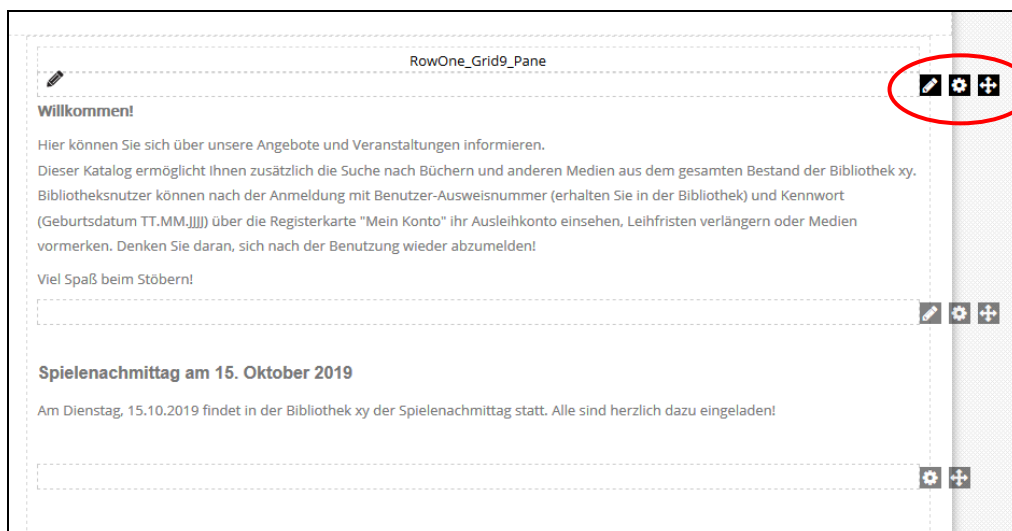 RowOne_Grid9_Pane
Willkommen!
Hier können Sie sich über unsere Angebote und Veranstaltungen informieren.
Dieser Katalog ermöglicht Ihnen zusätzlich die Suche nach Büchern und anderen Medien aus dem gesamten Bestand der Bibliothek xy.
Bibliotheksnutzer können nach der Anmeldung mit Benutzer-Ausweisnummer (erhalten Sie in der Bibliothek) und Kennwort
(Geburtsdatum TT.MM.JJJJ) über die Registerkarte "Mein Konto" ihr Ausleihkonto einsehen, Leihfristen verlängern oder Medien
vormerken. Denken Sie daran, sich nach der Benutzung wieder abzumelden!
Viel Spaß beim Stöbern!
Spielenachmittag am 15. Oktober 2019
Am Dienstag, 15.10.2019 findet in der Bibliothek xy der Spielenachmittag statt. Alle sind herzlich dazu eingeladen!